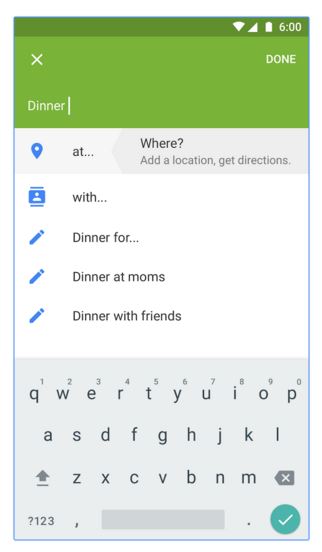 6:00
DONE
Dinner
at...
Where?
Add a location, get directions.
with...
Dinner for...
Dinner at moms
Dinner with friends
1 2 3 4 5 6 7 8 9 0
q w e r t y u i o p
a s d f g h j k l
z x c v b n m
?123 , .